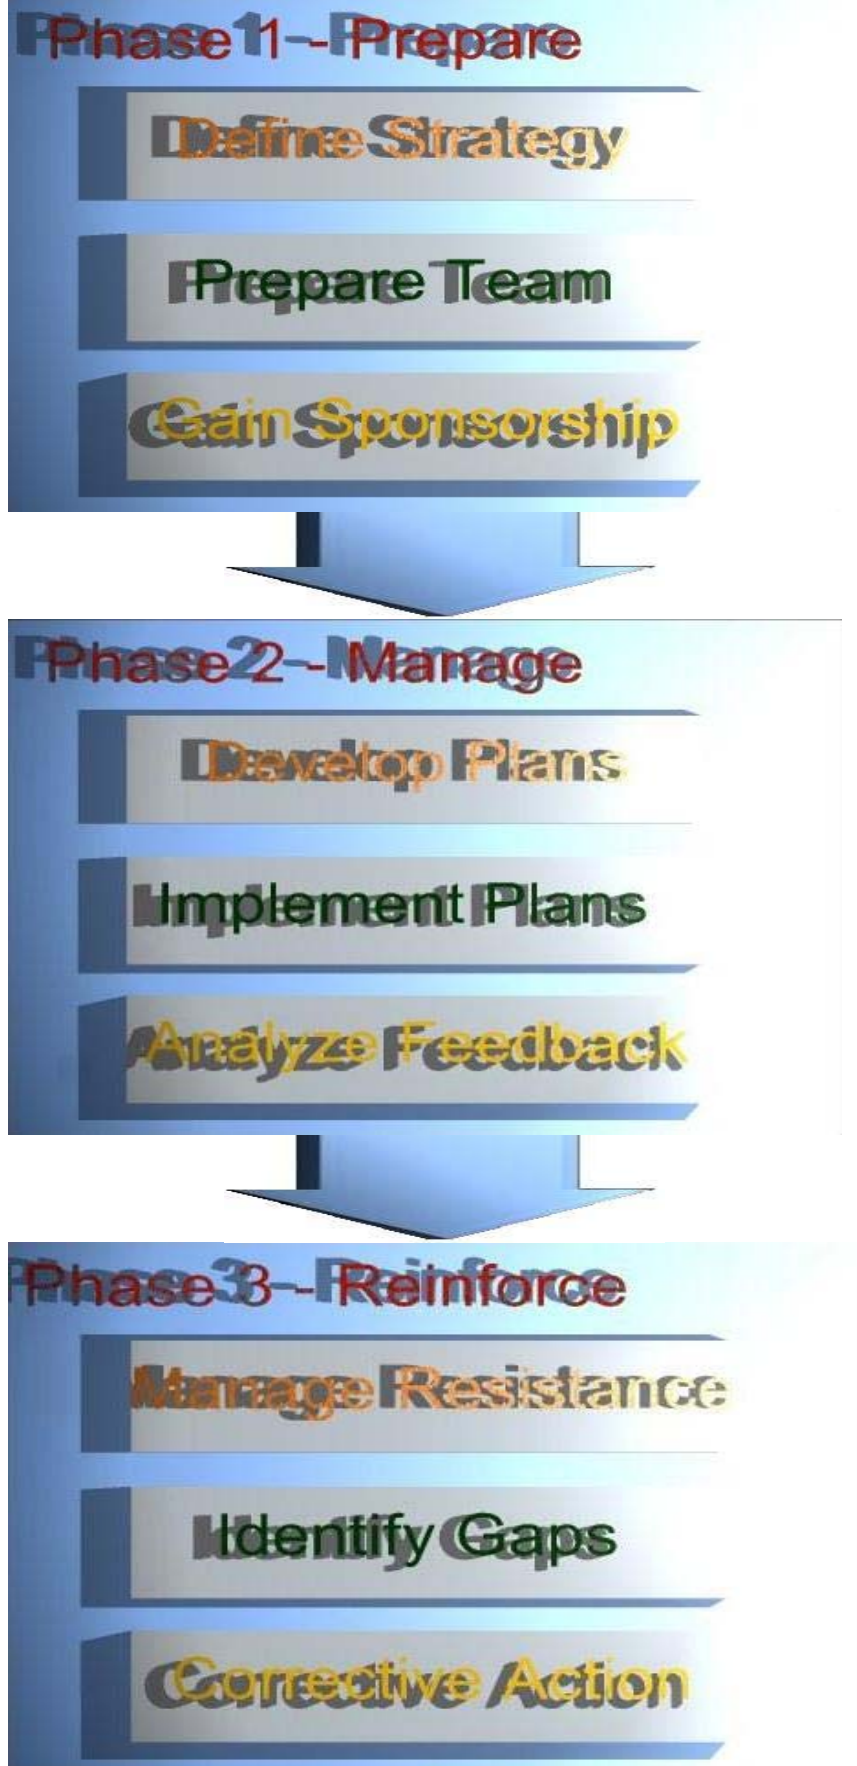 Phase 1 - Prepare
Define Strategy
Prepare Team
Gain Sponsorship
Phase 2 - Manage
Develop Plans
Implement Plans
Analyze Feedback
Phase 3 - Reinforce
Manage Resistance
Identify Gaps
Corrective Action